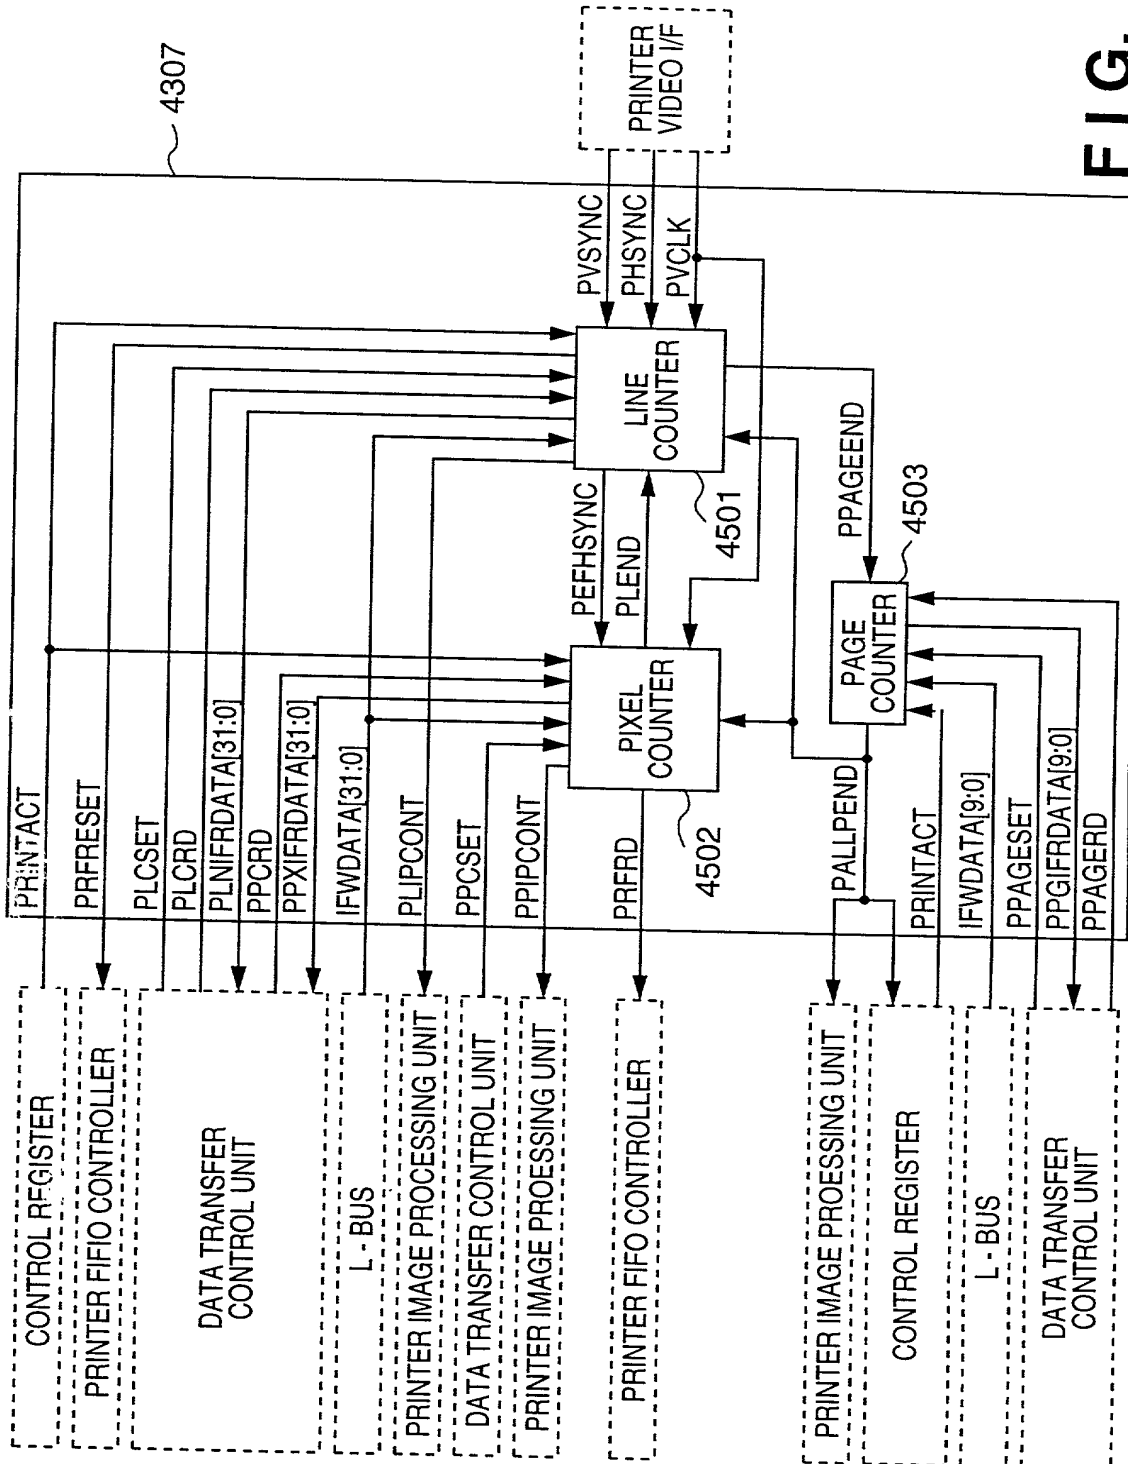 4307
PRINTER
VIDEO I/F
PVSYNC
PHSYNC
PVCLK
PRINTACT
PRFRESET
PLCSET
PLCRD
PLNIFRDATA[31:0]
PPCRD
PPXIFRDATA[31:0]
IFWDATA[31:0]
PLIPCONT
PPCSET
PPIPCONT
PRFRD
LINE
COUNTER
4501
PEFHSYNC
PLEND
PIXEL
COUNTER
4502
PPAGEEND
4503
PAGE
COUNTER
PALLPEND
PRINTACT
IFWDATA[9:0]
PPAGESET
PPGIFRDATA[9:0]
PPAGERD
CONTROL REGISTER
PRINTER FIFIO CONTROLLER
DATA TRANSFER
CONTROL UNIT
L - BUS
PRINTER IMAGE PROCESSING UNIT
DATA TRANSFER CONTROL UNIT
PRINTER IMAGE PROESSING UNIT
PRINTER FIFO CONTROLLER
PRINTER IMAGE PROESSING UNIT
CONTROL REGISTER
L - BUS
DATA TRANSFER
CONTROL UNIT
FIG.